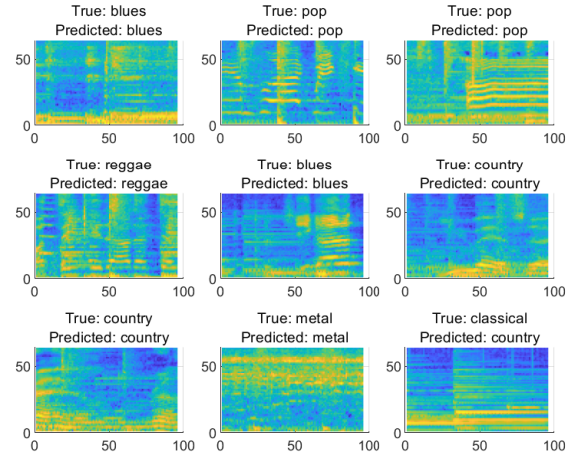 True: blues
Predicted: blues
True: pop
Predicted: pop
True: pop
Predicted: pop
50
0
0
50
100
50
0
0
50
100
50
0
0
50
100
True: reggae
Predicted: reggae
True: blues
Predicted: blues
True: country
Predicted: country
50
0
0
50
100
50
0
0
50
100
50
0
0
50
100
True: country
Predicted: country
True: metal
Predicted: metal
True: classical
Predicted: country
50
0
0
50
100
50
0
0
50
100
50
0
0
50
100